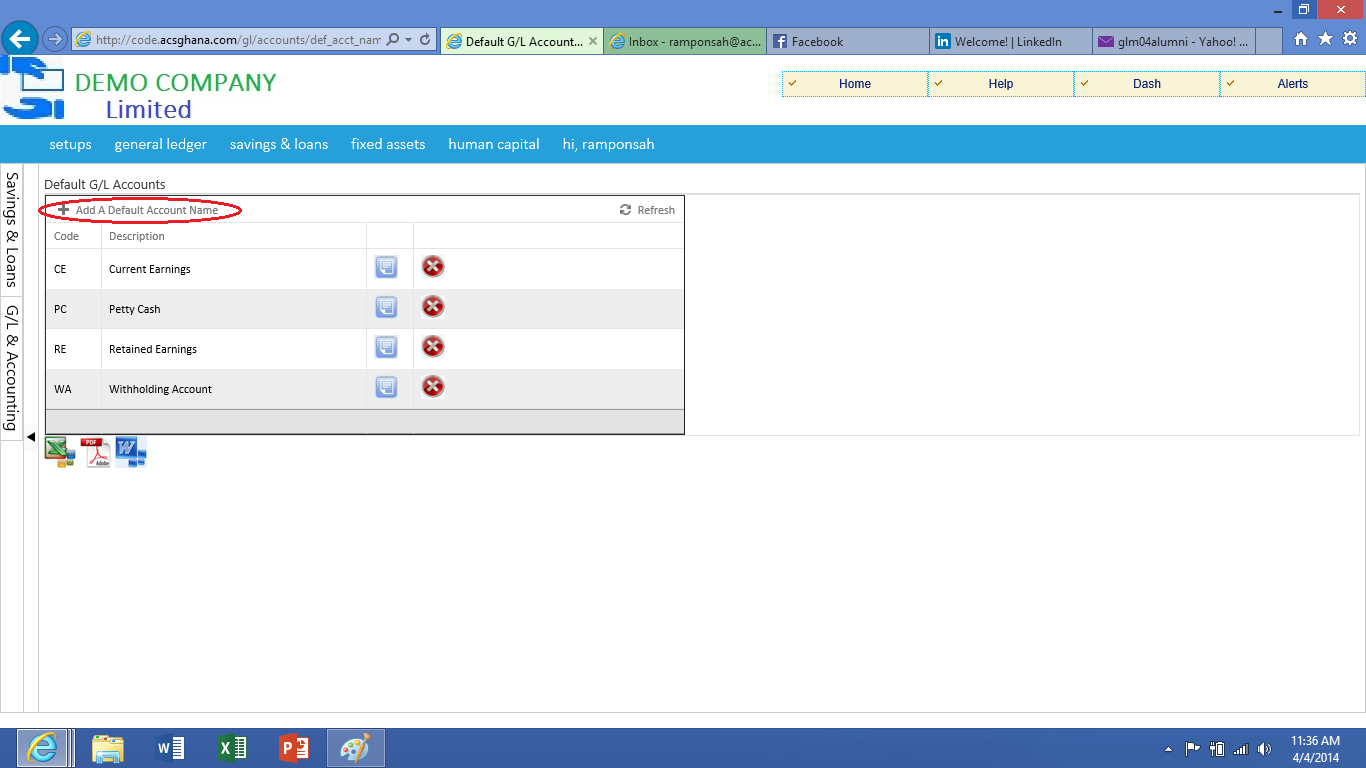 http://code.acsghana.com/gl/accounts/def_acct_nam
Default G/L Account...
Inbox - ramponsah@ac...
Facebook
Welcome! | LinkedIn
glm04alumni - Yahoo! ...
DEMO COMPANY
Limited
Home
Help
Dash
Alerts
setups general ledger savings & loans fixed assets human capital hi, ramponsah
Savings & Loans
G/L & Accounting
Default G/L Accounts
Add A Default Account Name Refresh
Code Description
CE Current Earnings
PC Petty Cash
RE Retained Earnings
WA Withholding Account
PDF
Adobe
11:36 AM
4/4/2014